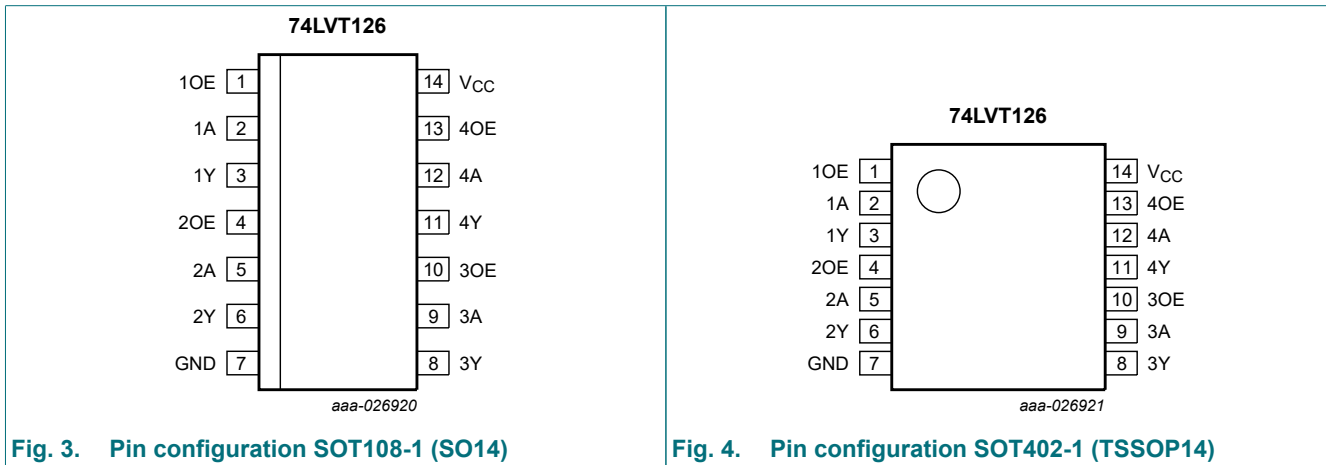 74LVT126
1OE 1
14 VCC
1A 2
13 4OE
1Y 3
12 4A
2OE 4
11 4Y
2A 5
10 3OE
2Y 6
9 3A
GND 7
8 3Y
aaa-026920
Fig. 3. Pin configuration SOT108-1 (SO14)
74LVT126
1OE 1
14 VCC
1A 2
13 4OE
1Y 3
12 4A
2OE 4
11 4Y
2A 5
10 3OE
2Y 6
9 3A
GND 7
8 3Y
aaa-026921
Fig. 4. Pin configuration SOT402-1 (TSSOP14)